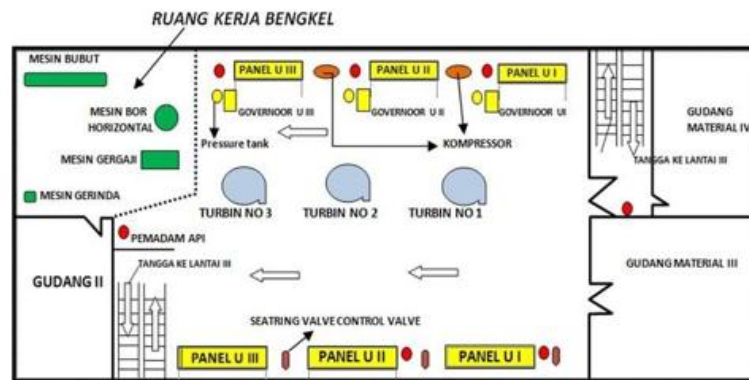 RUANG KERJA BENGKEL
MESIN BUBUT
PANEL U III
PANEL U II
PANEL U I
MESIN BOR
HORIZONTAL
GOVERNOOR U III
GOVERNOOR U II
GOVERNOOR UI
GUDANG
MATERIAL IV
Pressure tank
KOMPRESSOR
MESIN GERGAJI
TANGGA KE LANTAI III
MESIN GERINDA
TURBIN NO 3
TURBIN NO 2
TURBIN NO 1
PEMADAM API
TANGGA KE LANTAI III
GUDANG II
GUDANG MATERIAL III
SEATRING VALVE CONTROL VALVE
PANEL U III
PANEL U II
PANEL U I